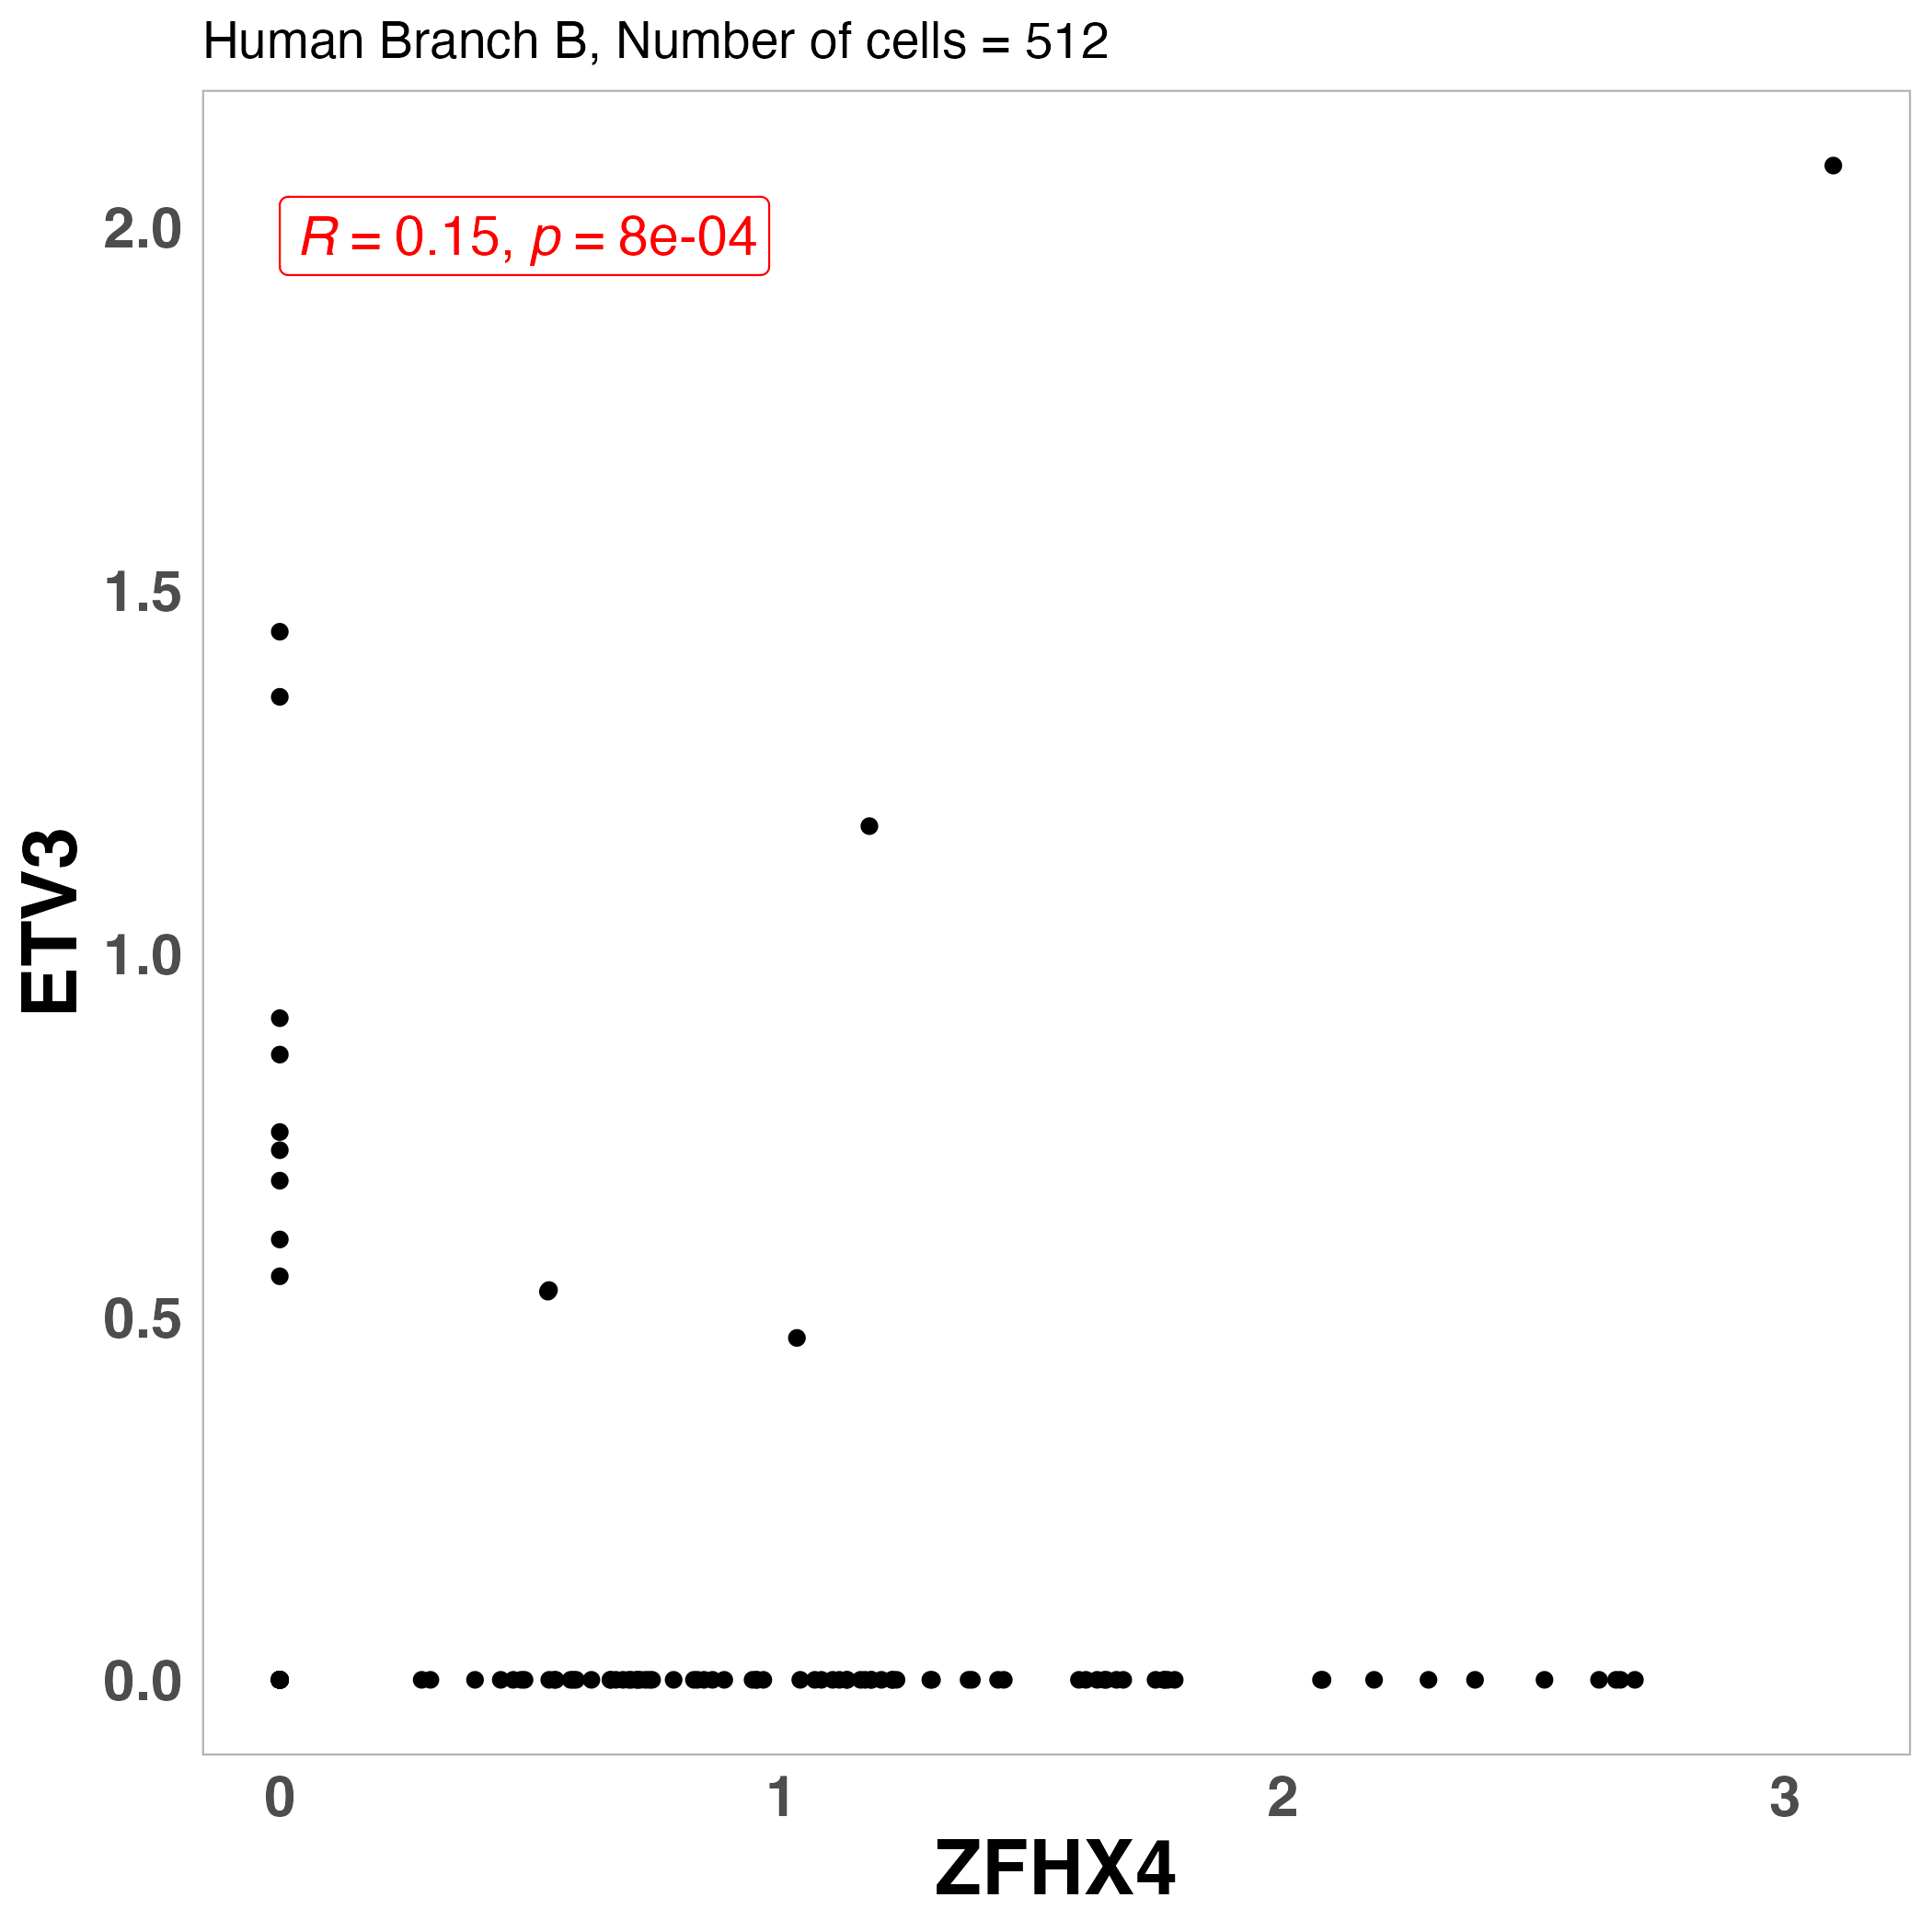 Human Branch B, Number of cells = 512
R = 0.15, p = 8e-04
2.0
1.5
1.0
0.5
0.0
ETV3
0 1 2 3
ZFHX4